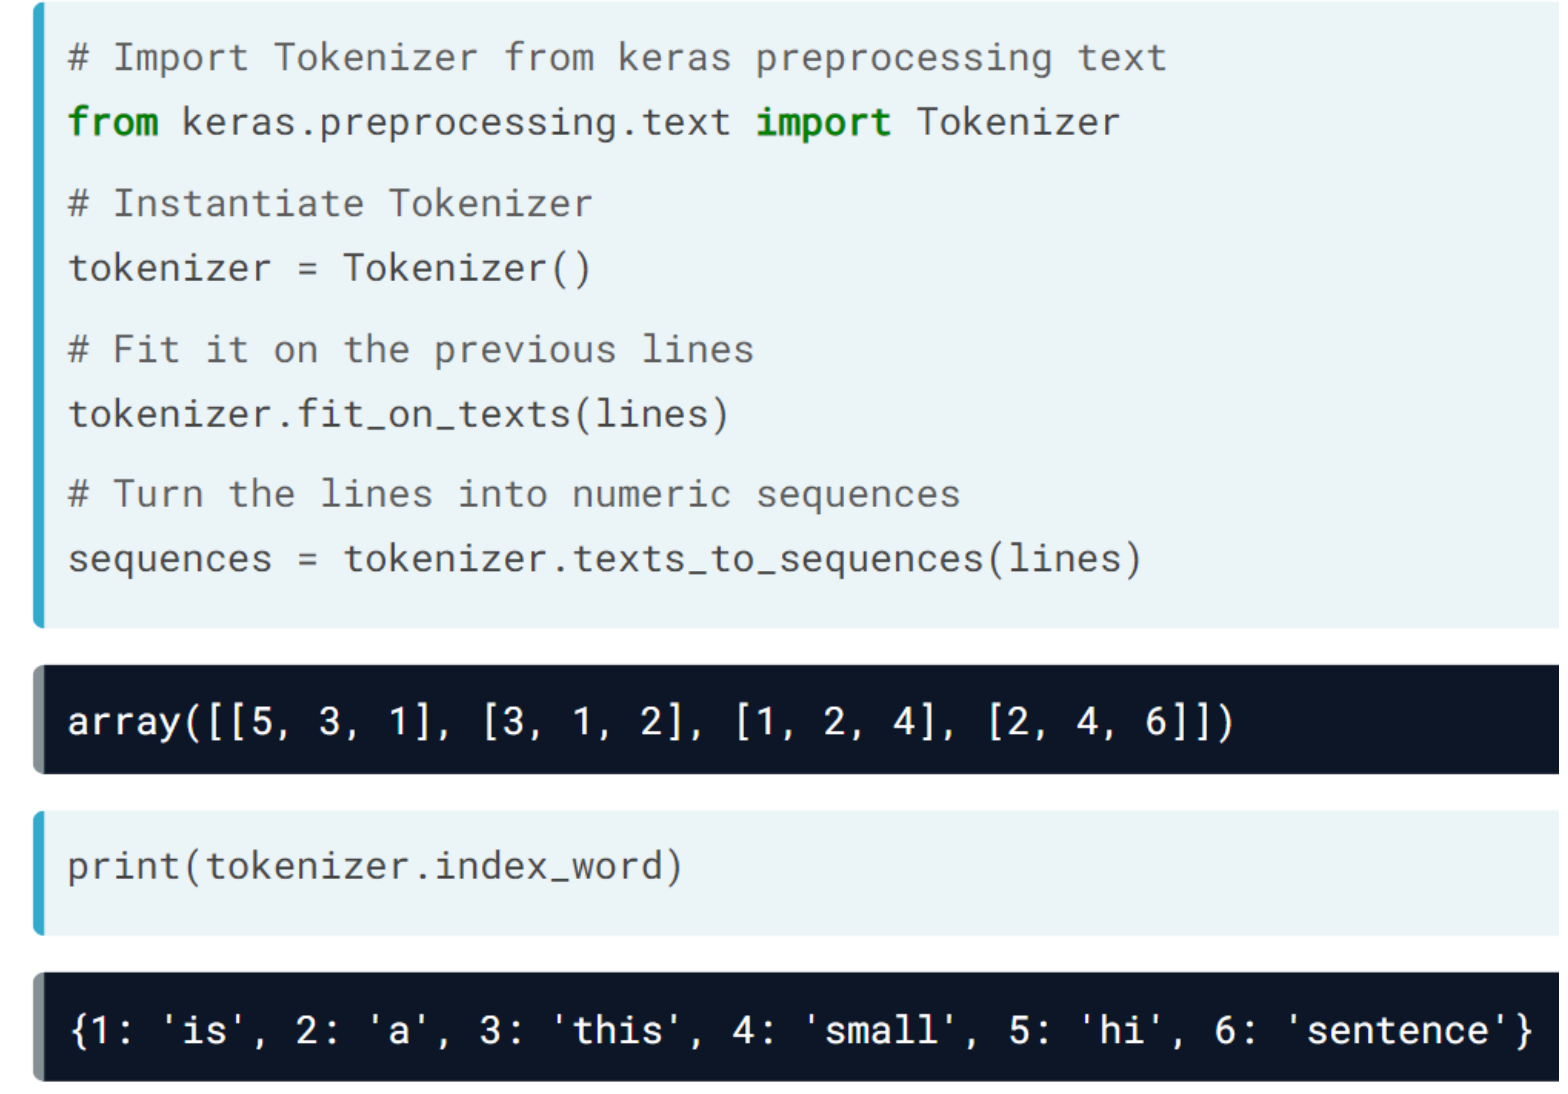 # Import Tokenizer from keras preprocessing text
from keras.preprocessing.text import Tokenizer
# Instantiate Tokenizer
tokenizer = Tokenizer()
# Fit it on the previous lines
tokenizer.fit_on_texts(lines)
# Turn the lines into numeric sequences
sequences = tokenizer.texts_to_sequences(lines)
array([[5, 3, 1], [3, 1, 2], [1, 2, 4], [2, 4, 6]])
print(tokenizer.index_word)
{1: 'is', 2: 'a', 3: 'this', 4: 'small', 5: 'hi', 6: 'sentence'}